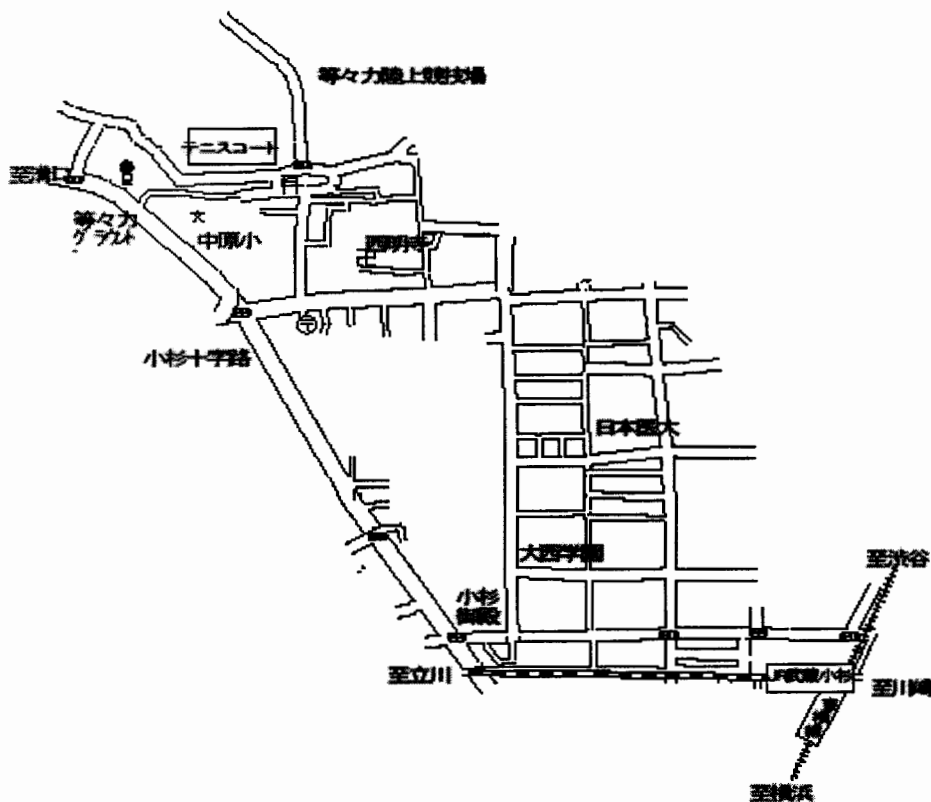 等々力陸上競技場
テニスコート
至溝口
等々力
グラウンド
中原小
西明寺
〒
小杉十字路
日本医大
大西学園
至渋谷
小杉
御殿
至立川
JR武蔵小杉
至川崎
至横浜